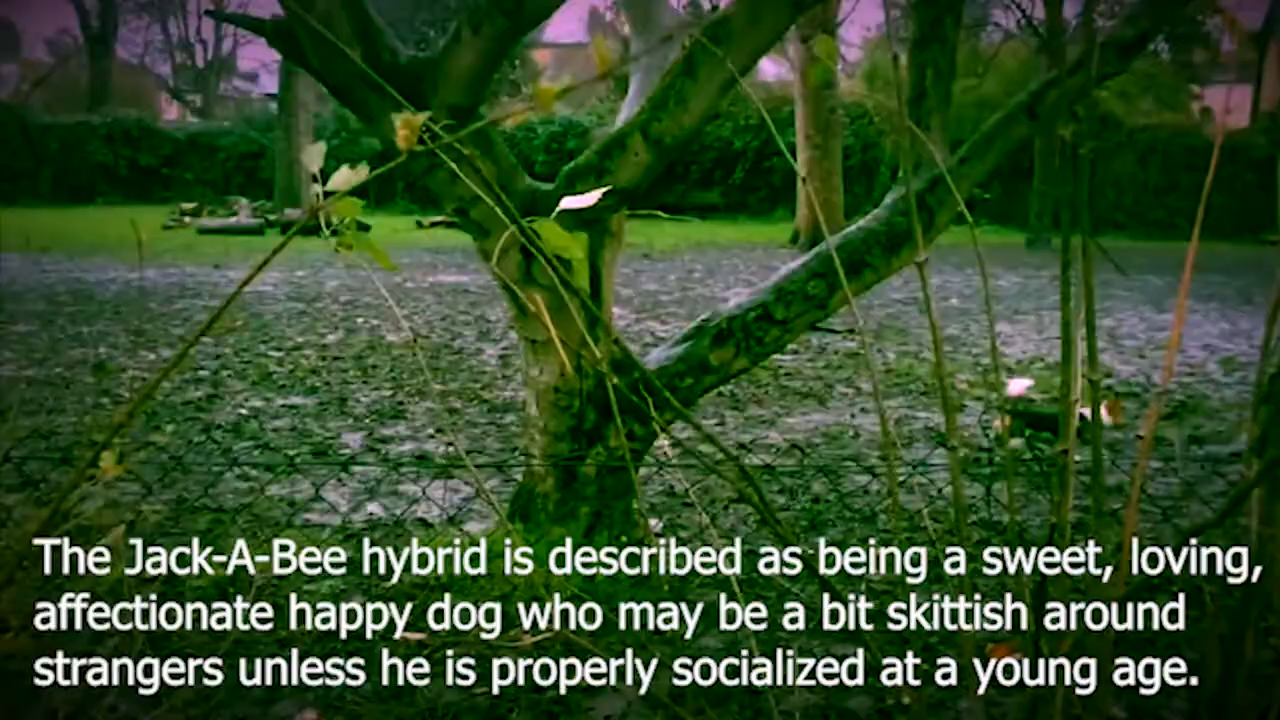 The Jack-A-Bee hybrid is described as being a sweet, loving,
affectionate happy dog who may be a bit skittish around
strangers unless he is properly socialized at a young age.